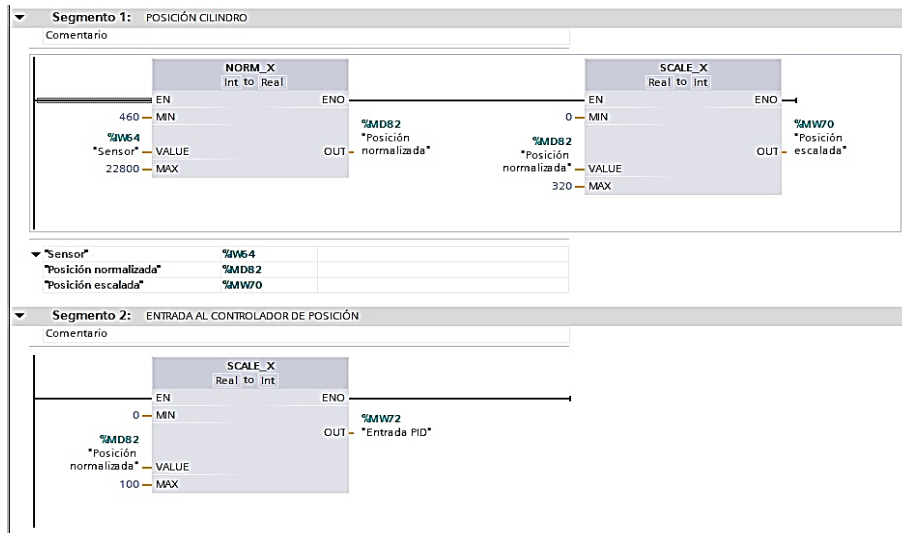 Segmento 1: POSICIÓN CILINDRO
Comentario
NORM_X
Int to Real
EN ENO
460 MIN
%IW64
"Sensor" VALUE
22800 MAX
%MD82
"Posición
OUT normalizada"
SCALE_X
Real to Int
EN ENO
0 MIN
%MD82
"Posición
normalizada" VALUE
320 MAX
%MW70
"Posición
OUT escalada"
"Sensor" %IW64
"Posición normalizada" %MD82
"Posición escalada" %MW70
Segmento 2: ENTRADA AL CONTROLADOR DE POSICIÓN
Comentario
SCALE_X
Real to Int
EN ENO
0 MIN
%MD82
"Posición
normalizada" VALUE
100 MAX
%MW72
OUT "Entrada PID"